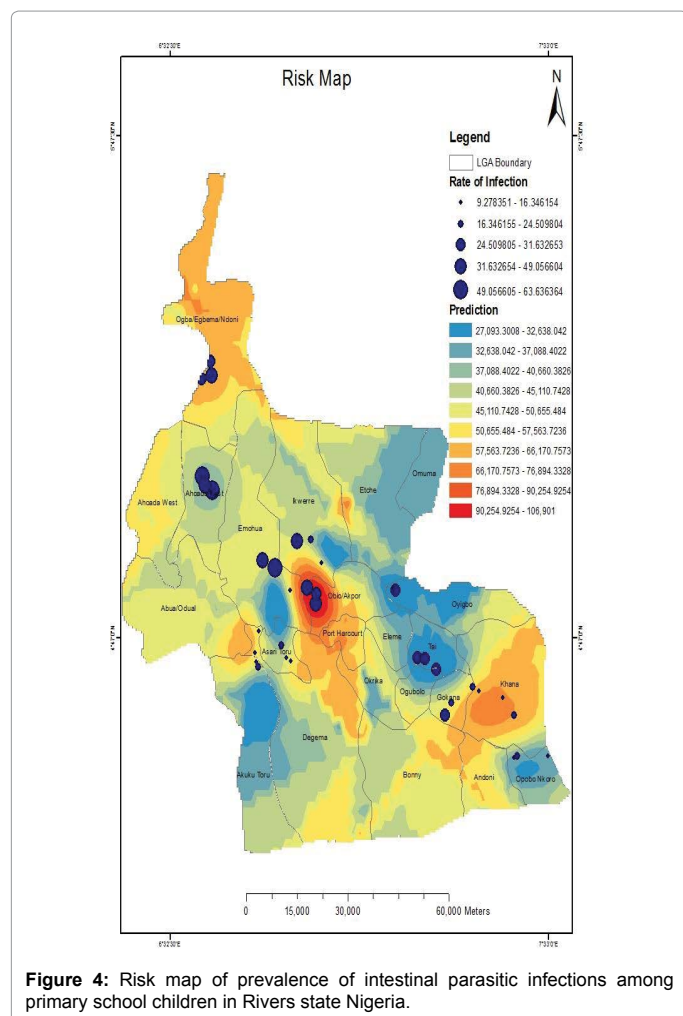 6°32'30"E
7°33'0"E
Risk Map
N
Legend
LGA Boundary
Rate of Infection
9.278351 - 16.346154
16.346155 - 24.509804
24.509805 - 31.632653
31.632654 - 49.056604
49.056605 - 63.636364
Prediction
27,093.3008 - 32,638.042
32,638.042 - 37,088.4022
37,088.4022 - 40,660.3826
40,660.3826 - 45,110.7428
45,110.7428 - 50,655.484
50,655.484 - 57,563.7236
57,563.7236 - 66,170.7573
66,170.7573 - 76,894.3328
76,894.3328 - 90,254.9254
90,254.9254 - 106,901
Ogba/Egbema/Ndoni
Omuma
Etche
Ahoada West
Ikwerre
Emohua
Abua/Odual
Obio/Akpor
Oyigbo
Port Harcourt
Eleme
Tai
Asari Toru
Okrika
Ogubolo
Gokana
Khana
Degema
Akuku Toru
Bonny
Andoni
Opobo Nkoro
6°32'30"E
7°33'0"E
0 15,000 30,000 60,000 Meters
Figure 4: Risk map of prevalence of intestinal parasitic infections among
primary school children in Rivers state Nigeria.